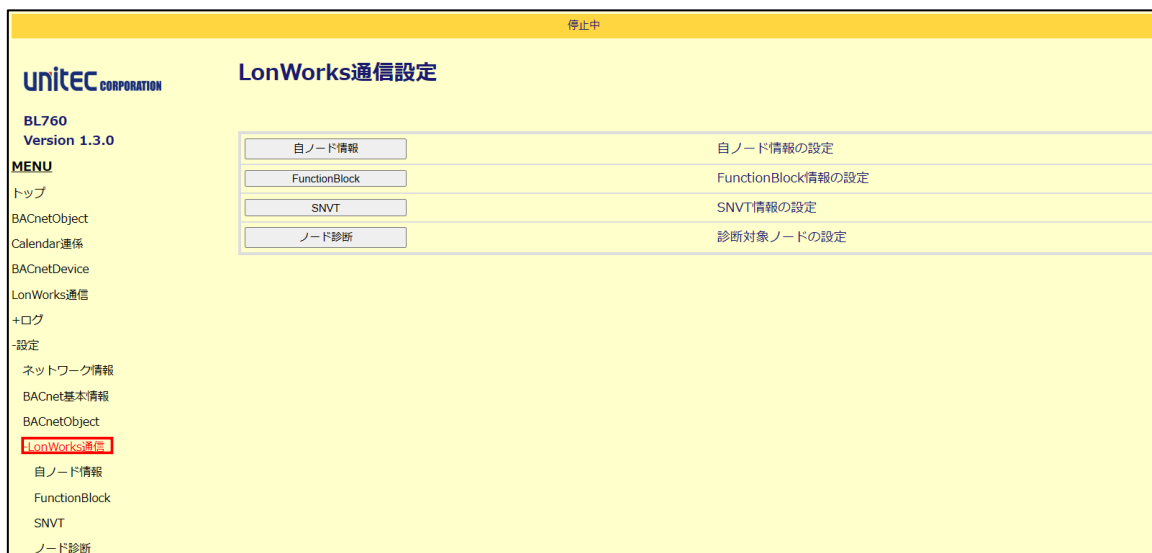 停止中
unitec CORPORATION
BL760
Version 1.3.0
MENU
トップ
BACnetObject
Calendar連係
BACnetDevice
LonWorks通信
+ログ
-設定
ネットワーク情報
BACnet基本情報
BACnetObject
-LonWorks通信
自ノード情報
FunctionBlock
SNVT
ノード診断
LonWorks通信設定
自ノード情報 自ノード情報の設定
FunctionBlock FunctionBlock情報の設定
SNVT SNVT情報の設定
ノード診断 診断対象ノードの設定